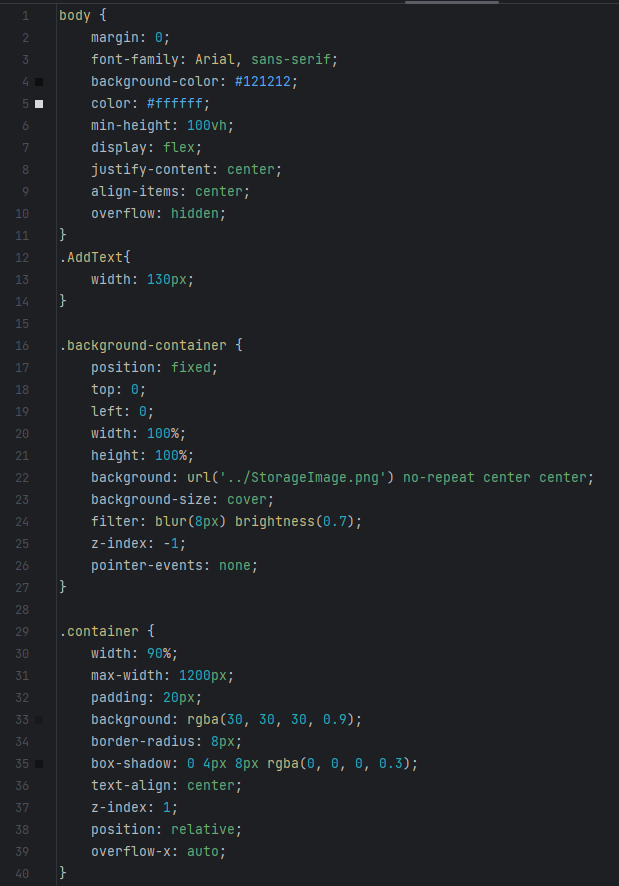 1 body {
2 margin: 0;
3 font-family: Arial, sans-serif;
4 background-color: #121212;
5 color: #ffffff;
6 min-height: 100vh;
7 display: flex;
8 justify-content: center;
9 align-items: center;
10 overflow: hidden;
11 }
12 .AddText{
13 width: 130px;
14 }
15
16 .background-container {
17 position: fixed;
18 top: 0;
19 left: 0;
20 width: 100%;
21 height: 100%;
22 background: url('../StorageImage.png') no-repeat center center;
23 background-size: cover;
24 filter: blur(8px) brightness(0.7);
25 z-index: -1;
26 pointer-events: none;
27 }
28
29 .container {
30 width: 90%;
31 max-width: 1200px;
32 padding: 20px;
33 background: rgba(30, 30, 30, 0.9);
34 border-radius: 8px;
35 box-shadow: 0 4px 8px rgba(0, 0, 0, 0.3);
36 text-align: center;
37 z-index: 1;
38 position: relative;
39 overflow-x: auto;
40 }